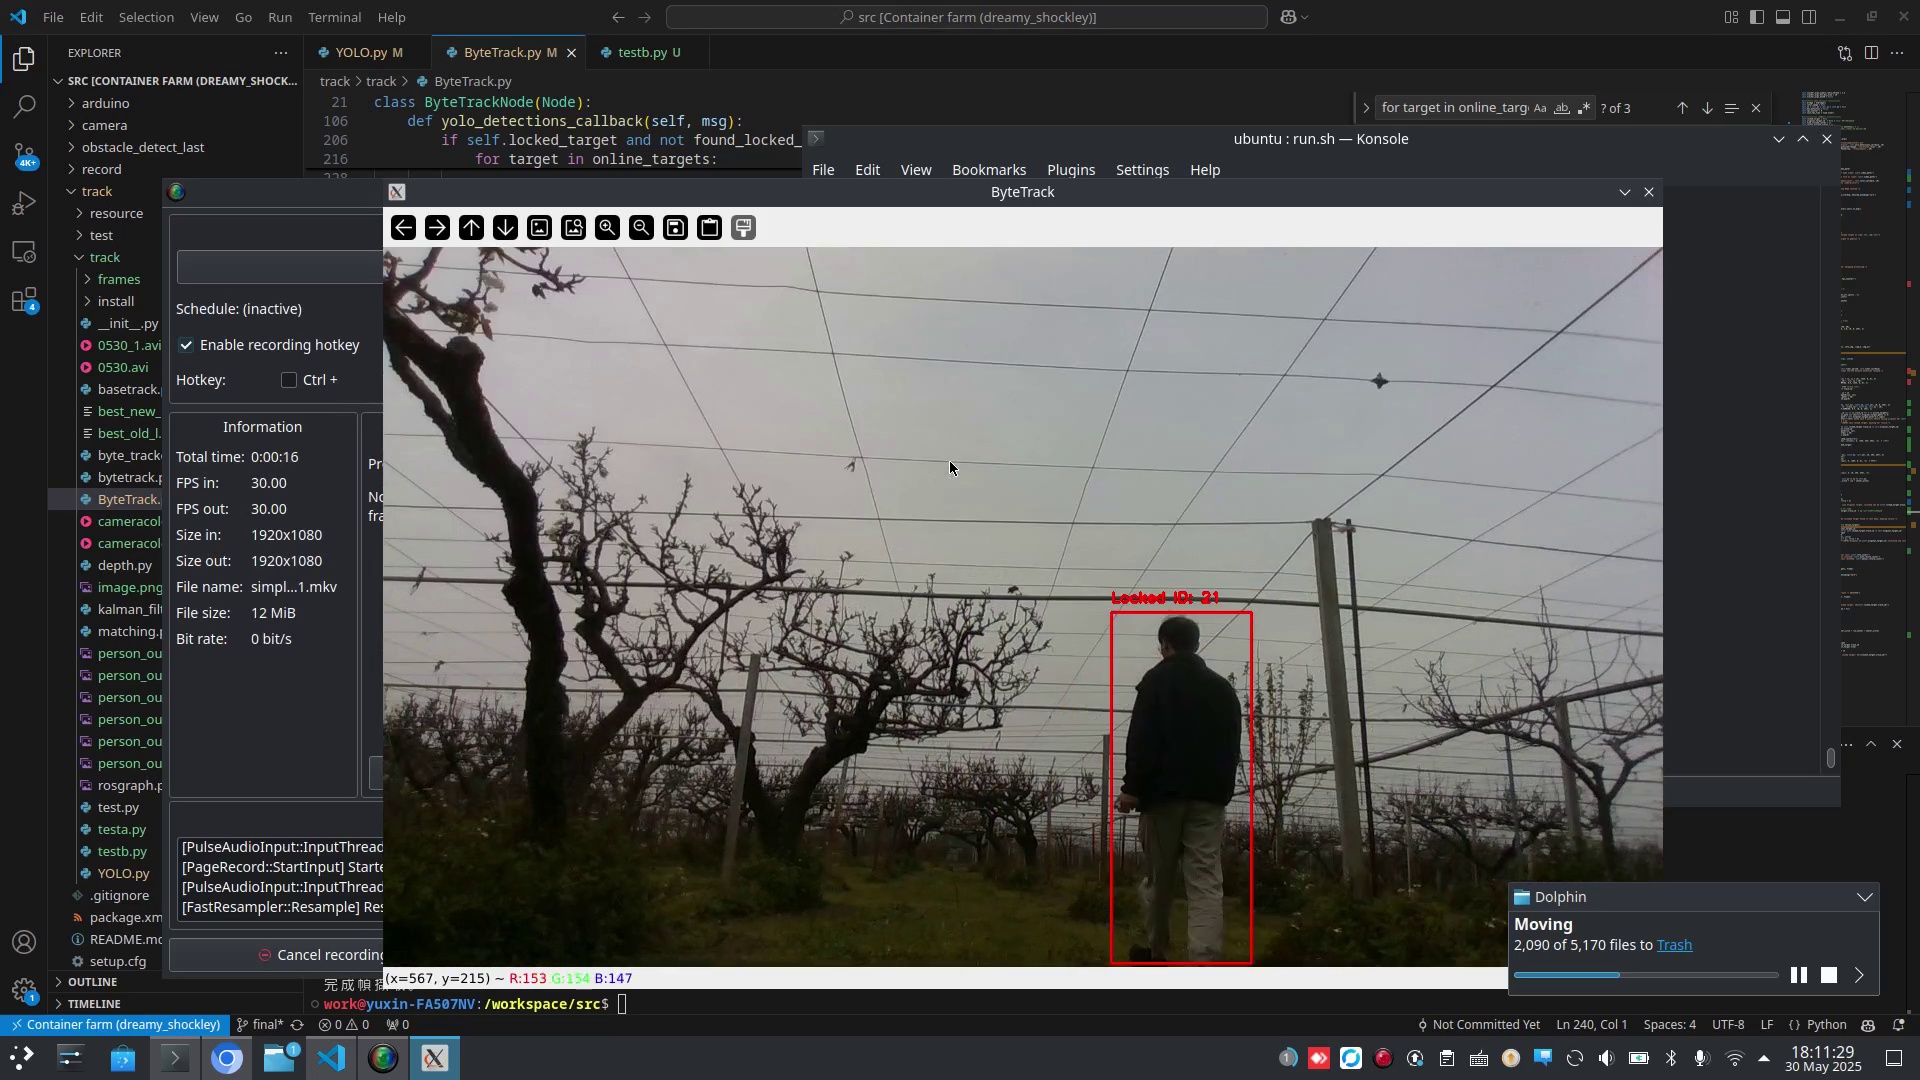 File Edit Selection View Go Run Terminal Help
src [Container farm (dreamy_shockley)]
EXPLORER
YOLO.py M
ByteTrack.py M
testb.py U
SRC [CONTAINER FARM (DREAMY_SHOCK...
track > track > ByteTrack.py
arduino
camera
obstacle_detect_last
record
track
resource
test
track
frames
install
__init__.py
0530_1.avi
0530.avi
basetrack.
best_new_
best_old_l.
byte_track
bytetrack.p
ByteTrack.
cameracol
cameracol
depth.py
image.png
kalman_filt
matching.p
person_ou
person_ou
person_ou
person_ou
person_ou
person_ou
rosgraph.p
test.py
testa.py
testb.py
YOLO.py
.gitignore
package.xm
README.md
setup.cfg
OUTLINE
TIMELINE
21 class ByteTrackNode(Node):
106 def yolo_detections_callback(self, msg):
206 if self.locked_target and not found_locked_
216 for target in online_targets:
for target in online_targ Aa ab ? of 3
ubuntu : run.sh — Konsole
File Edit View Bookmarks Plugins Settings Help
ByteTrack
Schedule: (inactive)
Enable recording hotkey
Hotkey: Ctrl +
Information
Total time: 0:00:16
FPS in: 30.00
FPS out: 30.00
Size in: 1920x1080
Size out: 1920x1080
File name: simpl...1.mkv
File size: 12 MiB
Bit rate: 0 bit/s
Pr
No
fra
[PulseAudioInput::InputThread
[PageRecord::StartInput] Starte
[PulseAudioInput::InputThread
[FastResampler::Resample] Res
Cancel recording
Locked ID: 21
(x=567, y=215) ~ R:153 G:154 B:147
work@yuxin-FA507NV:/workspace/src$
Dolphin
Moving
2,090 of 5,170 files to Trash
Container farm (dreamy_shockley) final* 0 0 0
Not Committed Yet Ln 240, Col 1 Spaces: 4 UTF-8 LF {} Python
4K+
4
1
1
1
18:11:29
30 May 2025